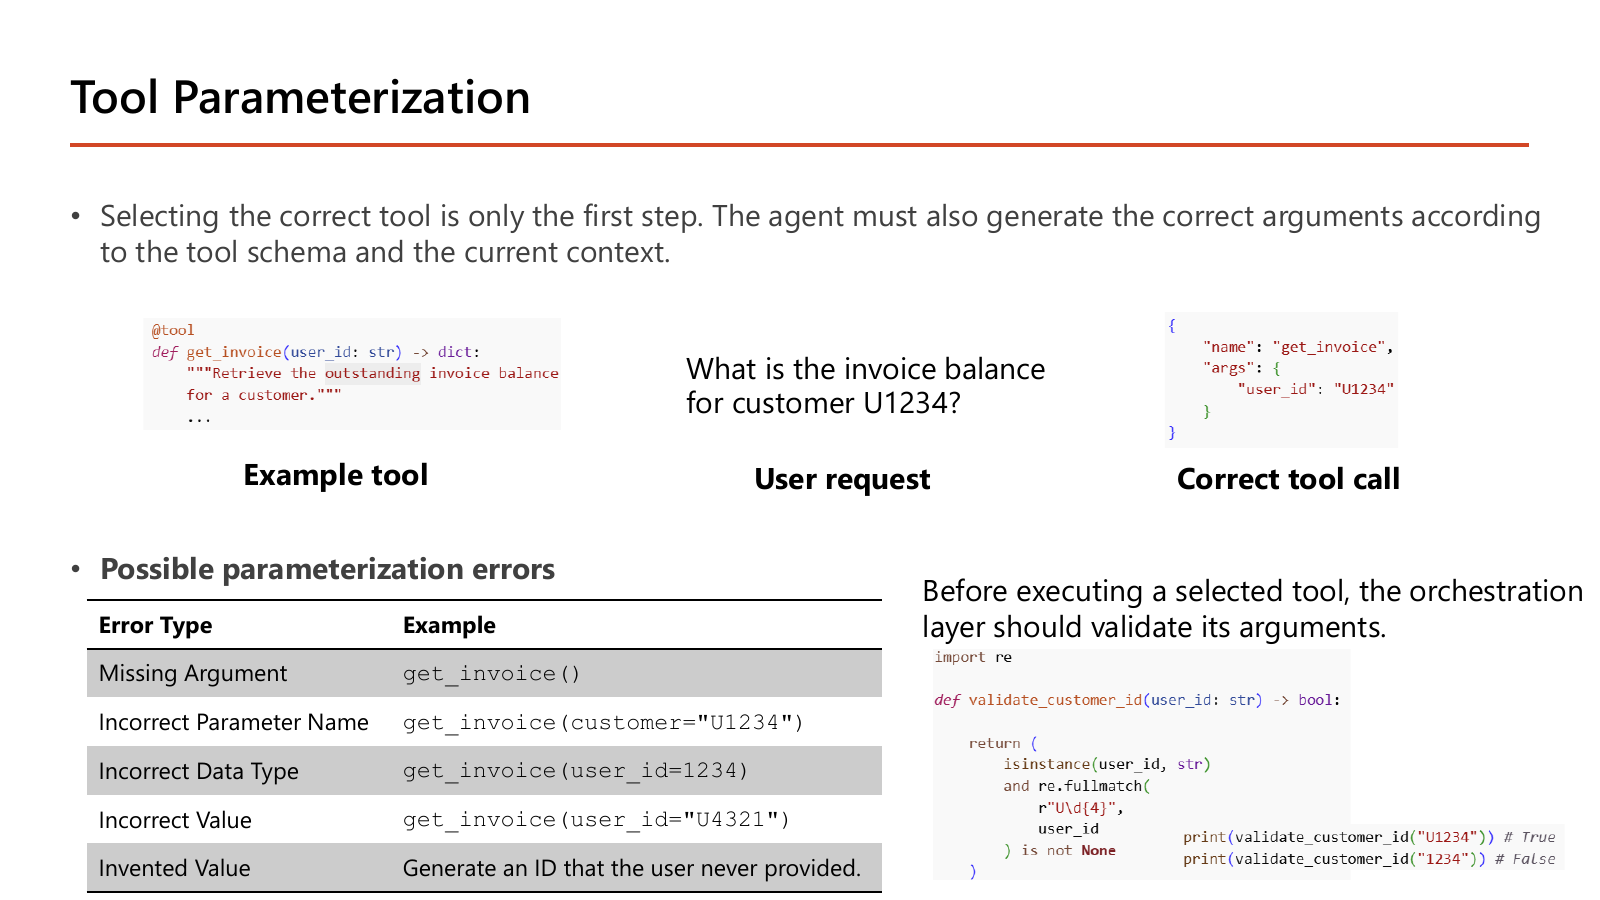 Tool Parameterization
• Selecting the correct tool is only the first step. The agent must also generate the correct arguments according
to the tool schema and the current context.
@tool
def get_invoice(user_id: str) -> dict:
    """Retrieve the outstanding invoice balance
    for a customer."""
    ...
Example tool
What is the invoice balance
for customer U1234?
User request
{
    "name": "get_invoice",
    "args": {
        "user_id": "U1234"
    }
}
Correct tool call
• Possible parameterization errors
Error Type Example
Missing Argument get_invoice()
Incorrect Parameter Name get_invoice(customer="U1234")
Incorrect Data Type get_invoice(user_id=1234)
Incorrect Value get_invoice(user_id="U4321")
Invented Value Generate an ID that the user never provided.
Before executing a selected tool, the orchestration
layer should validate its arguments.
import re
def validate_customer_id(user_id: str) -> bool:
    return (
        isinstance(user_id, str)
        and re.fullmatch(
            r"U\d{4}",
            user_id
        ) is not None
    )
print(validate_customer_id("U1234")) # True
print(validate_customer_id("1234")) # False